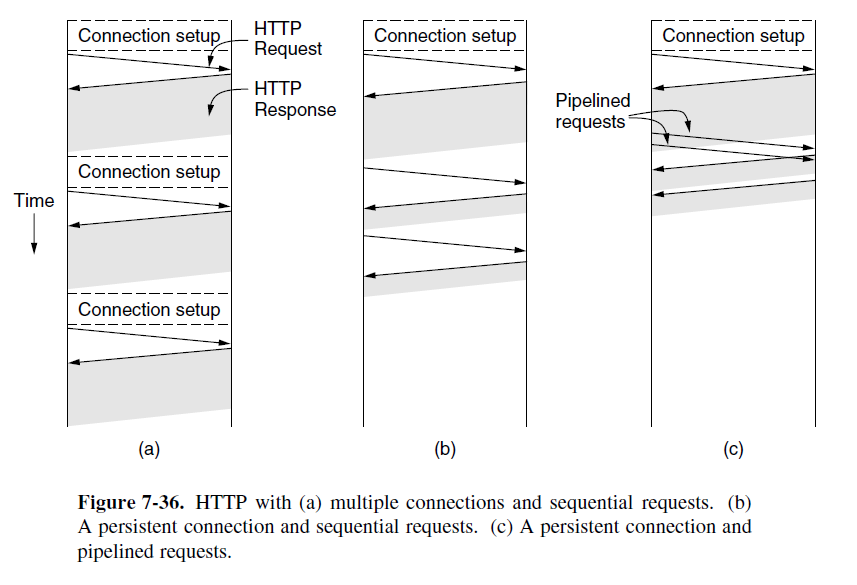 Connection setup
HTTP
Request
HTTP
Response
Connection setup
Connection setup
Time
(a)
Connection setup
(b)
Connection setup
Pipelined
requests
(c)
Figure 7-36. HTTP with (a) multiple connections and sequential requests. (b)
A persistent connection and sequential requests. (c) A persistent connection and
pipelined requests.